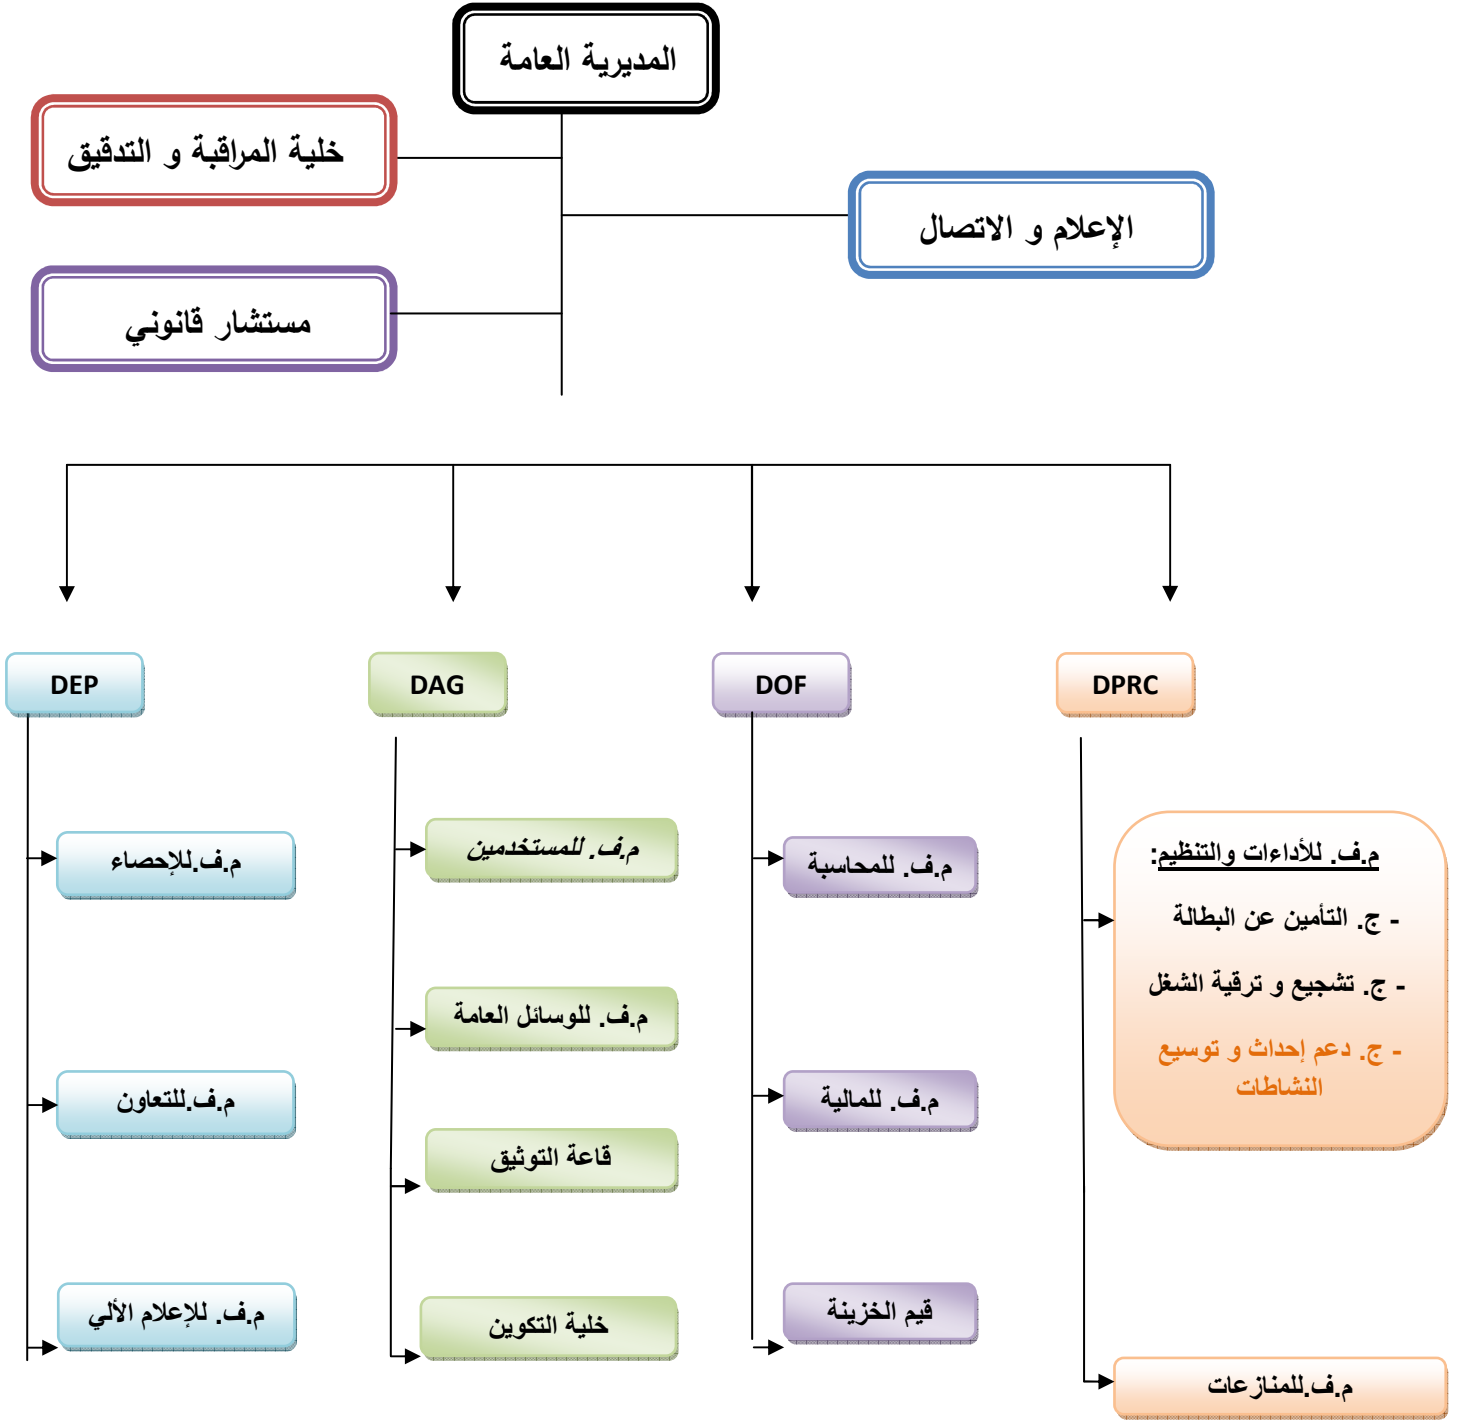 المديرية العامة
خلية المراقبة و التدقيق
الإعلام و الاتصال
مستشار قانوني
DEP
DAG
DOF
DPRC
م.ف.للإحصاء
م.ف.للتعاون
م.ف. للإعلام الألي
م.ف. للمستخدمين
م.ف. للوسائل العامة
قاعة التوثيق
خلية التكوين
م.ف. للمحاسبة
م.ف. للمالية
قيم الخزينة
م.ف. للأداءات والتنظيم:
- ج. التأمين عن البطالة
- ج. تشجيع و ترقية الشغل
- ج. دعم إحداث و توسيع
النشاطات
م.ف.للمنازعات